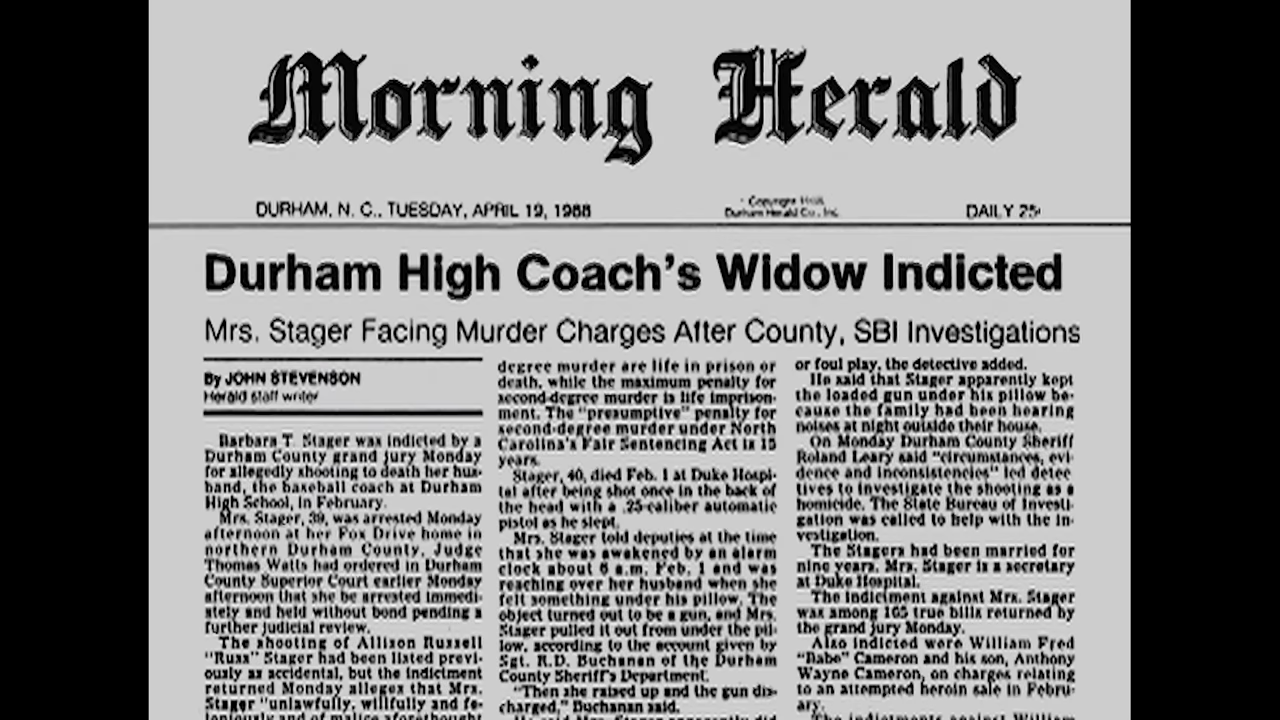 Morning Herald
DURHAM, N. C., TUESDAY, APRIL 19, 1988
Durham Herald Co., Inc.
DAILY 25¢
Durham High Coach's Widow Indicted
Mrs. Stager Facing Murder Charges After County, SBI Investigations
By JOHN STEVENSON
Herald staff writer
Barbara T. Stager was indicted by a
Durham County grand jury Monday
for allegedly shooting to death her hus-
band, the baseball coach at Durham
High School, in February.
Mrs. Stager, 39, was arrested Monday
afternoon at her Fox Drive home in
northern Durham County. Judge
Thomas Watts had ordered in Durham
County Superior Court earlier Monday
afternoon that she be arrested immedi-
ately and held without bond pending a
further judicial review.
The shooting of Allison Russell
"Russ" Stager had been listed previ-
ously as accidental, but the indictment
returned Monday alleges that Mrs.
Stager "unlawfully, willfully and fe-
loniously and of malice aforethought
degree murder are life in prison or
death, while the maximum penalty for
second-degree murder is life imprison-
ment. The "presumptive" penalty for
second-degree murder under North
Carolina's Fair Sentencing Act is 15
years.
Stager, 40, died Feb. 1 at Duke Hospi-
tal after being shot once in the back of
the head with a .25-caliber automatic
pistol as he slept.
Mrs. Stager told deputies at the time
that she was awakened by an alarm
clock about 6 a.m. Feb. 1 and was
reaching over her husband when she
felt something under his pillow. The
object turned out to be a gun, and Mrs.
Stager pulled it out from under the pil-
low, according to the account given by
Sgt. R.D. Buchanan of the Durham
County Sheriff's Department.
"Then she raised up and the gun dis-
charged," Buchanan said.
or foul play, the detective added.
He said that Stager apparently kept
the loaded gun under his pillow be-
cause the family had been hearing
noises at night outside their house.
On Monday Durham County Sheriff
Roland Leary said "circumstances, evi-
dence and inconsistencies" led detec-
tives to investigate the shooting as a
homicide. The State Bureau of Investi-
gation was called to help with the in-
vestigation.
The Stagers had been married for
nine years. Mrs. Stager is a secretary
at Duke Hospital.
The indictment against Mrs. Stager
was among 165 true bills returned by
the grand jury Monday.
Also indicted were William Fred
"Babe" Cameron and his son, Anthony
Wayne Cameron, on charges relating
to an attempted heroin sale in Febru-
ary.
The indictments against William